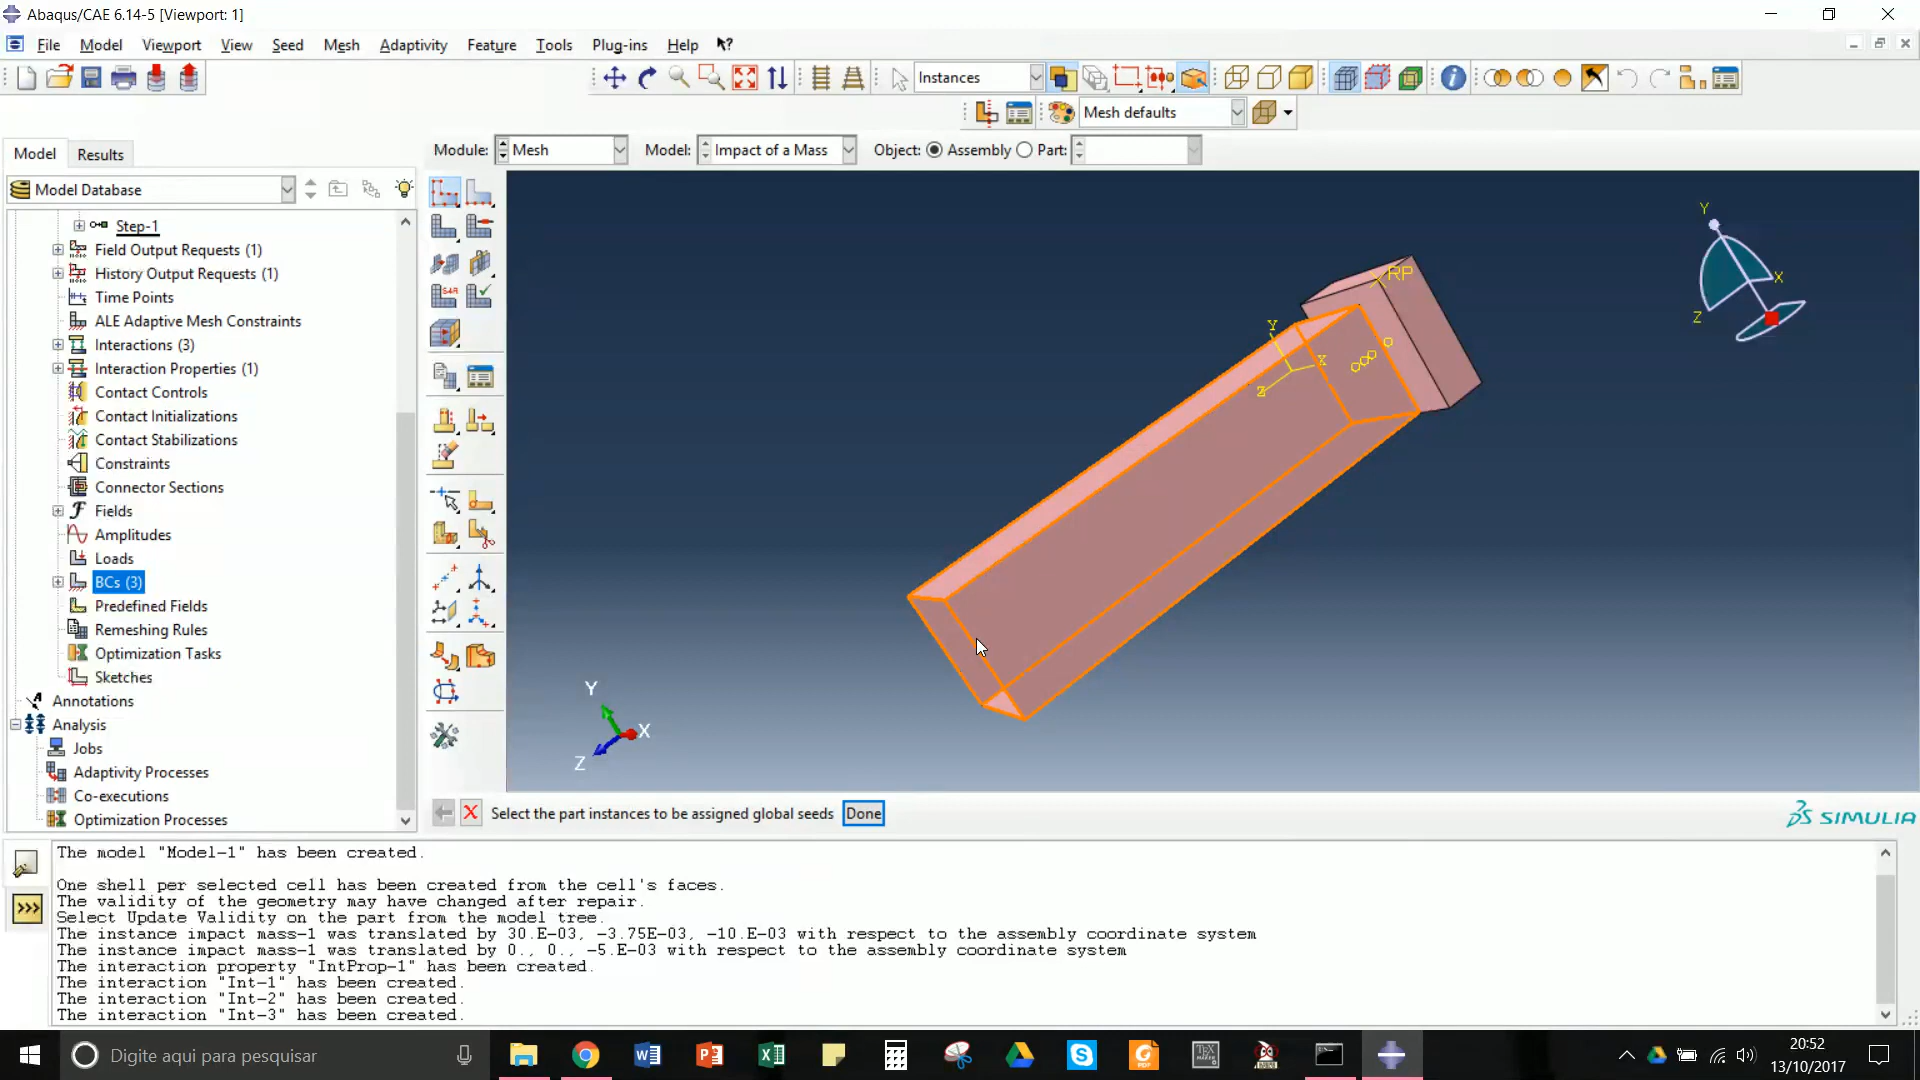 Abaqus/CAE 6.14-5 [Viewport: 1]
File Model Viewport View Seed Mesh Adaptivity Feature Tools Plug-ins Help
Instances
Mesh defaults
Model Results
Module: Mesh Model: Impact of a Mass Object: Assembly Part:
Model Database
Step-1
Field Output Requests (1)
History Output Requests (1)
Time Points
ALE Adaptive Mesh Constraints
Interactions (3)
Interaction Properties (1)
Contact Controls
Contact Initializations
Contact Stabilizations
Constraints
Connector Sections
Fields
Amplitudes
Loads
BCs (3)
Predefined Fields
Remeshing Rules
Optimization Tasks
Sketches
Annotations
Analysis
Jobs
Adaptivity Processes
Co-executions
Optimization Processes
Y
X
Z
RP
Y
X
Z
Y
X
Z
Select the part instances to be assigned global seeds Done
SIMULIA
The model "Model-1" has been created.
One shell per selected cell has been created from the cell's faces.
The validity of the geometry may have changed after repair.
Select Update Validity on the part from the model tree.
The instance impact mass-1 was translated by 30.E-03, -3.75E-03, -10.E-03 with respect to the assembly coordinate system
The instance impact mass-1 was translated by 0., 0., -5.E-03 with respect to the assembly coordinate system
The interaction property "IntProp-1" has been created.
The interaction "Int-1" has been created.
The interaction "Int-2" has been created.
The interaction "Int-3" has been created.
Digite aqui para pesquisar
20:52
13/10/2017